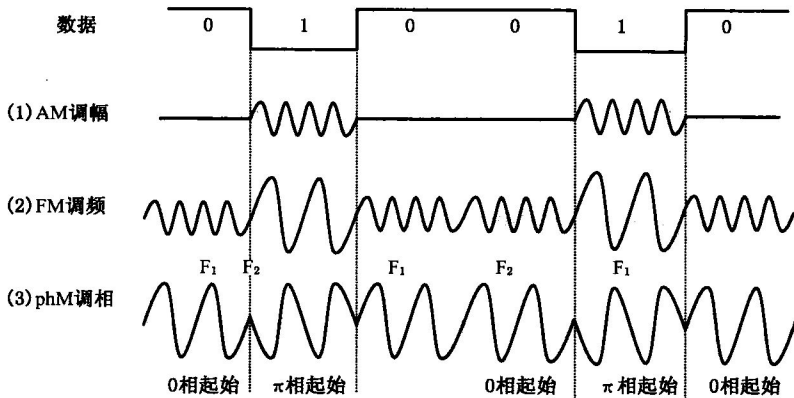 数据 0 1 0 0 1 0
(1)AM调幅
(2)FM调频
F1 F2 F1 F2 F1
(3)phM调相
0相起始 π相起始 0相起始 π相起始 0相起始